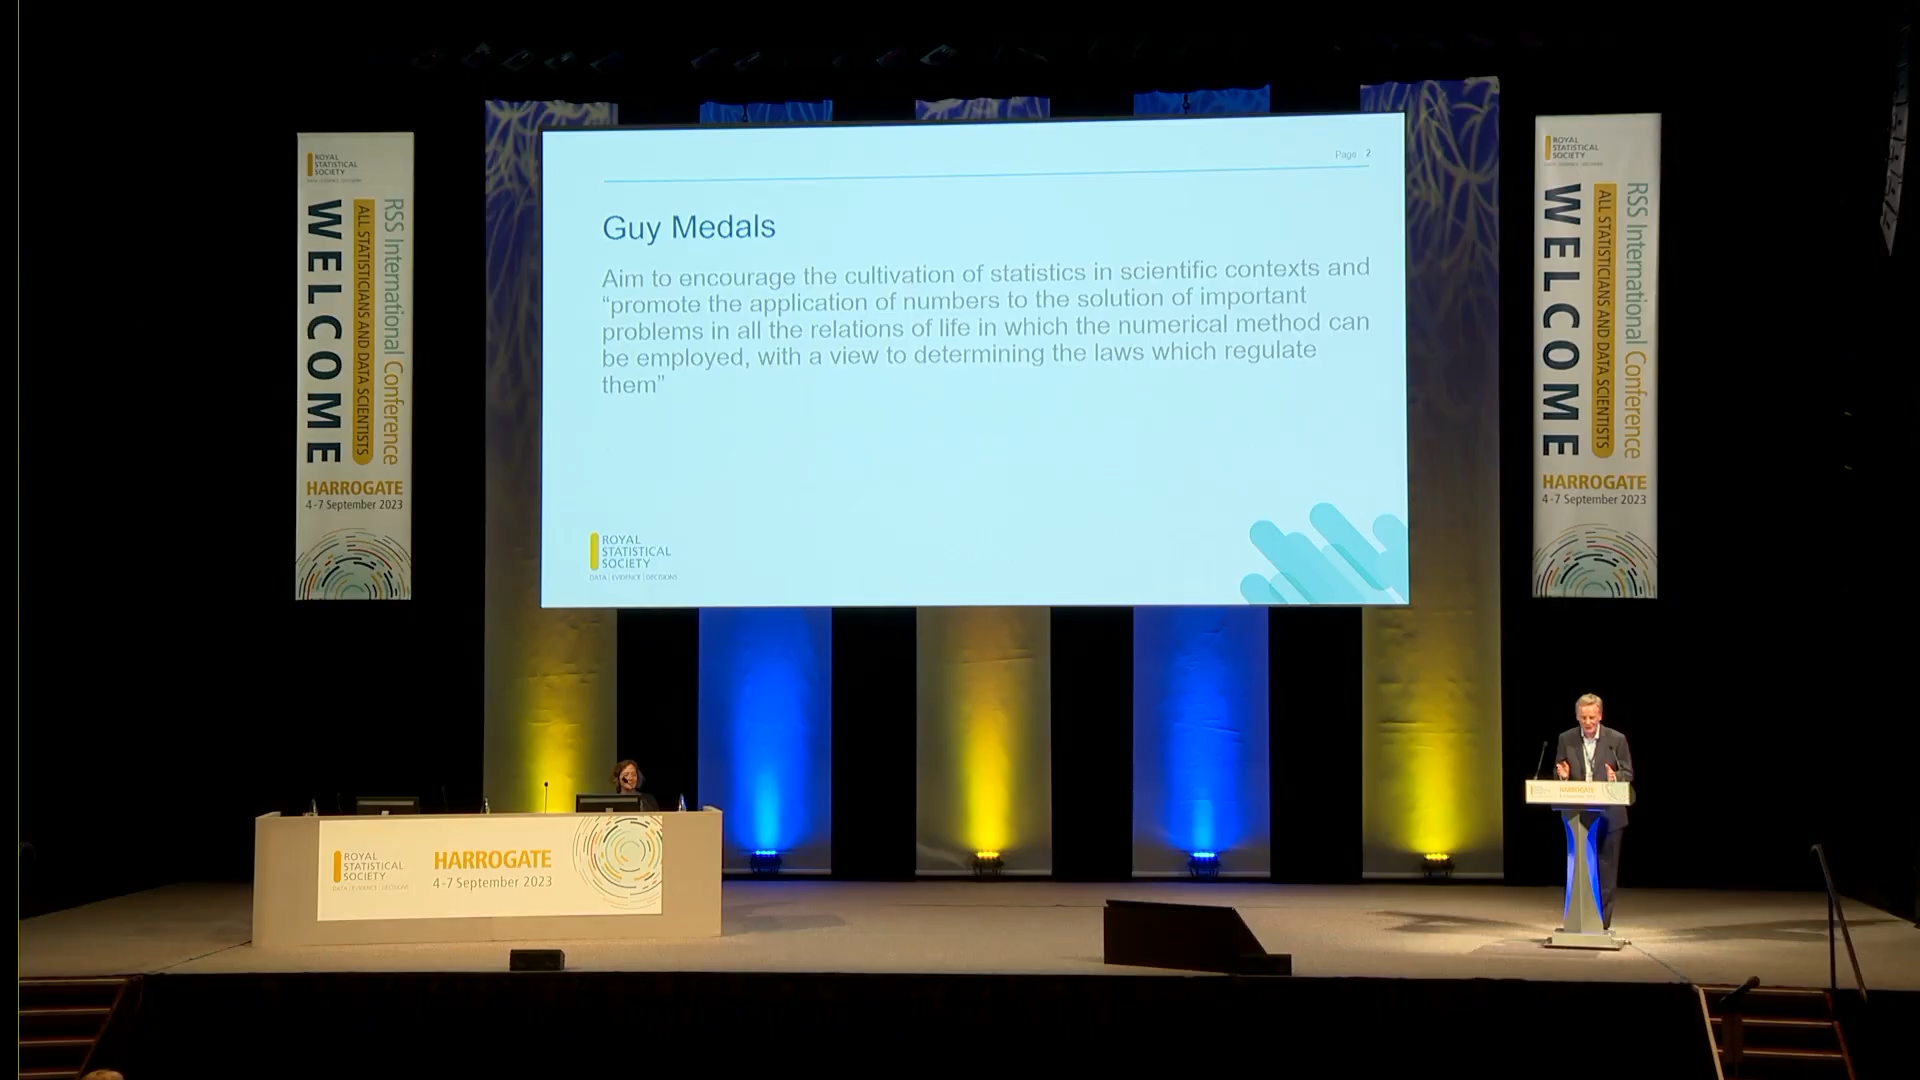 Page 2
Guy Medals
Aim to encourage the cultivation of statistics in scientific contexts and
“promote the application of numbers to the solution of important
problems in all the relations of life in which the numerical method can
be employed, with a view to determining the laws which regulate
them”
ROYAL
STATISTICAL
SOCIETY
DATA | EVIDENCE | DECISIONS
ROYAL
STATISTICAL
SOCIETY
RSS International Conference
ALL STATISTICIANS AND DATA SCIENTISTS
WELCOME
HARROGATE
4-7 September 2023
ROYAL
STATISTICAL
SOCIETY
RSS International Conference
ALL STATISTICIANS AND DATA SCIENTISTS
WELCOME
HARROGATE
4-7 September 2023
ROYAL
STATISTICAL
SOCIETY
DATA | EVIDENCE | DECISIONS
HARROGATE
4-7 September 2023
HARROGATE